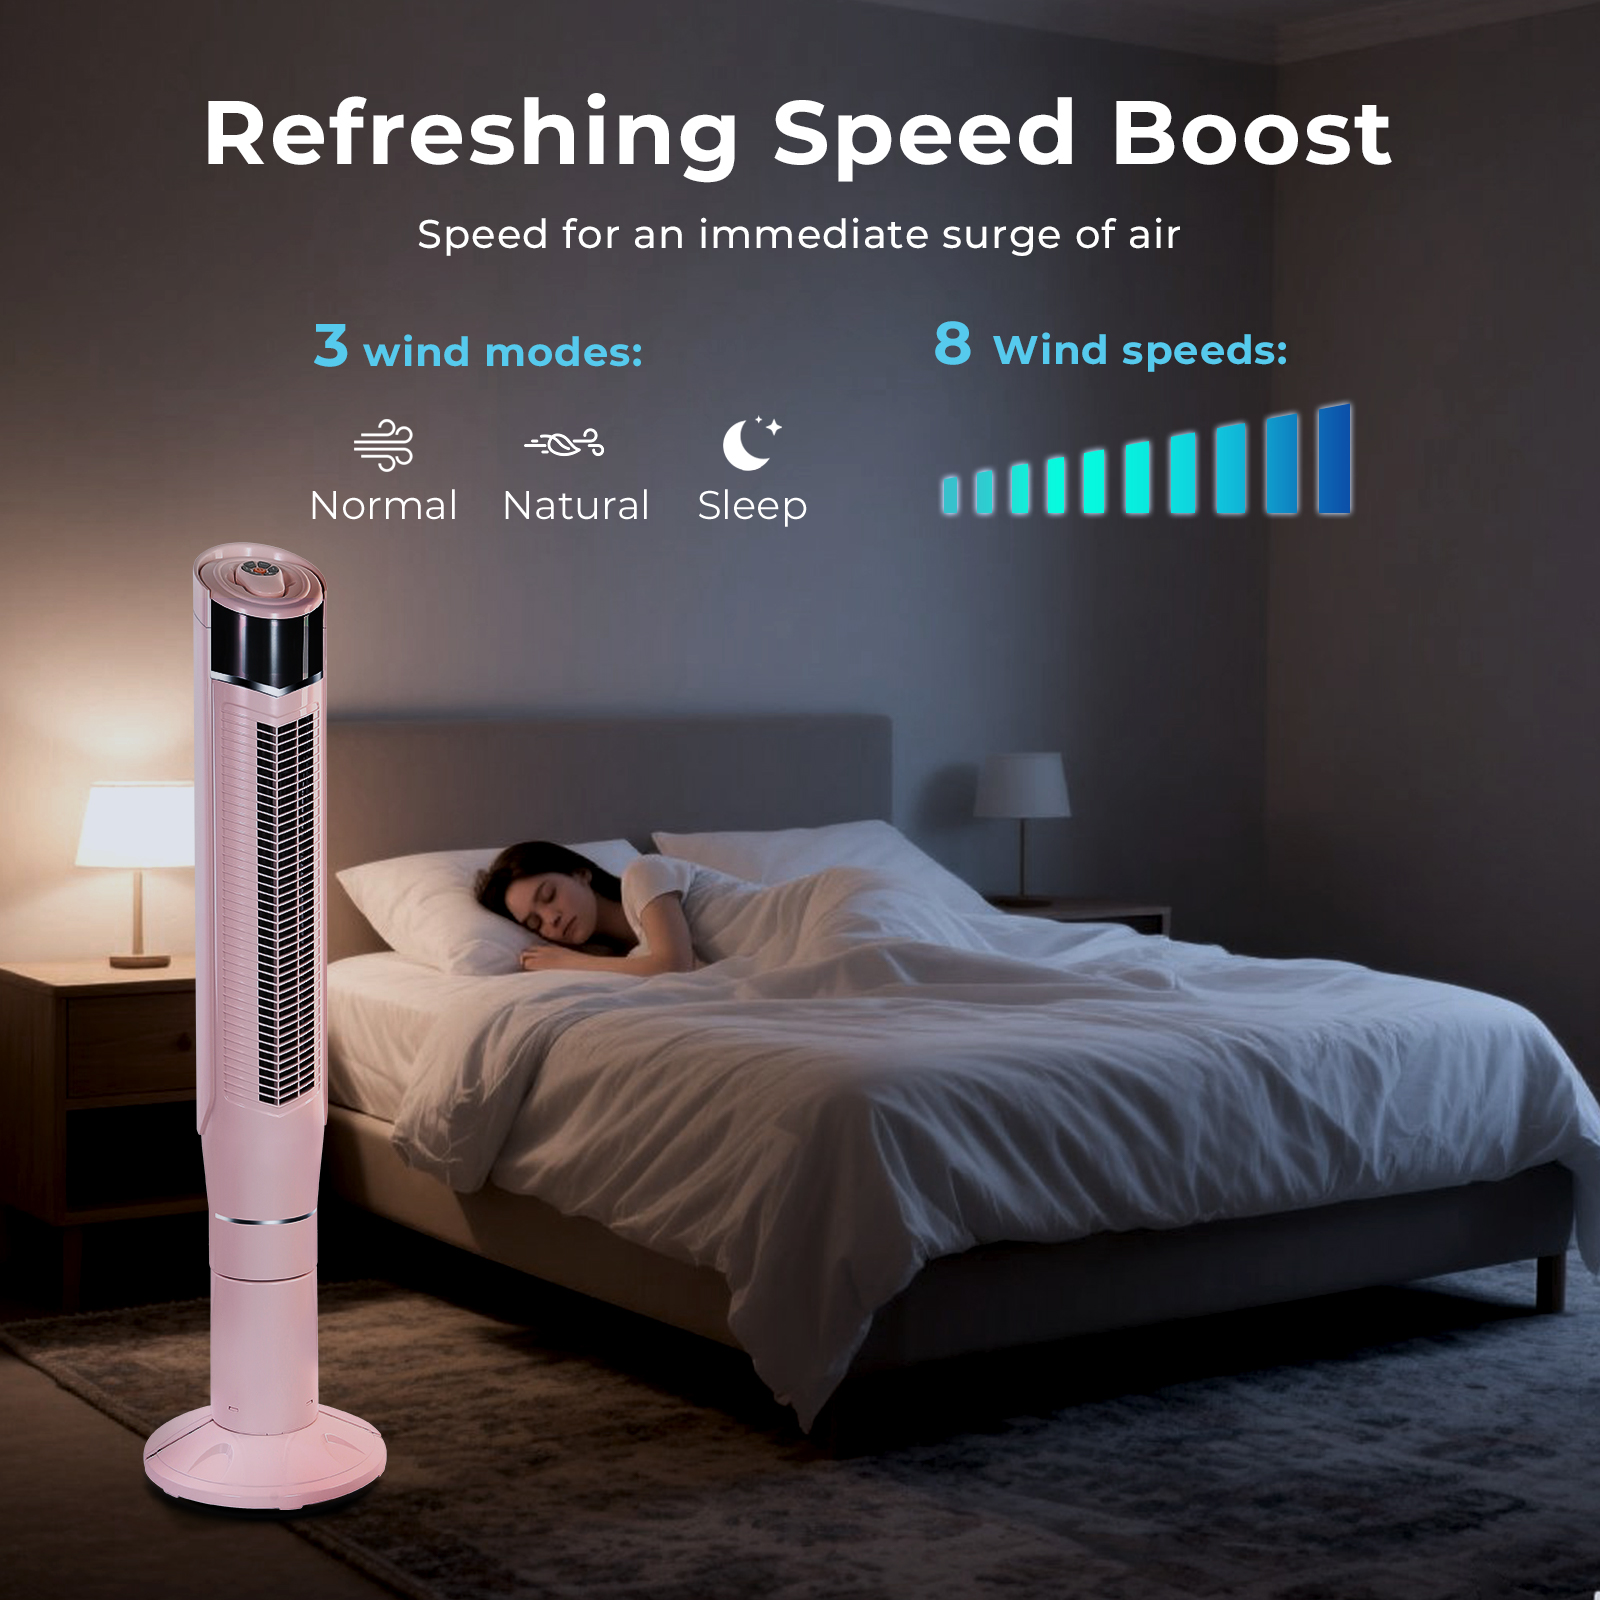 Refreshing Speed Boost
Speed for an immediate surge of air
3 wind modes:
8 Wind speeds:
Normal
Natural
Sleep